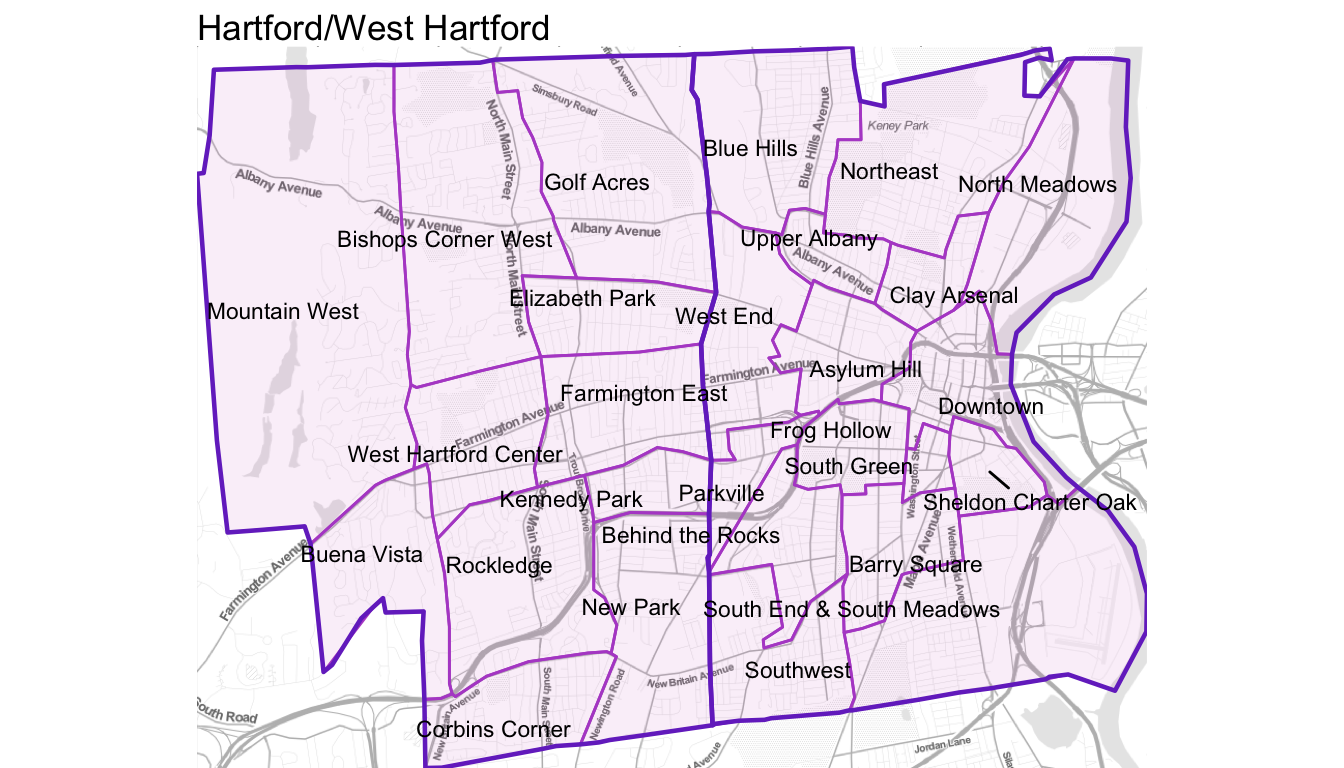 Hartford/West Hartford
Simsbury Road
North Main Street
Blue Hills Avenue
Keney Park
Blue Hills
Northeast
Golf Acres
North Meadows
Albany Avenue
Albany Avenue
Albany Avenue
Bishops Corner West
Upper Albany
Albany Avenue
North Main Street
Elizabeth Park
Clay Arsenal
Mountain West
West End
Farmington Avenue
Asylum Hill
Farmington East
Downtown
Farmington Avenue
Frog Hollow
West Hartford Center
South Green
Washington Street
Trout Brook Drive
Kennedy Park
Parkville
Sheldon Charter Oak
South Main Street
Behind the Rocks
Main Avenue
Buena Vista
Rockledge
Barry Square
Farmington Avenue
New Park
South End & South Meadows
Southwest
New Britain Avenue
South Main Street
Newington Road
South Road
Corbins Corner
Jordan Lane